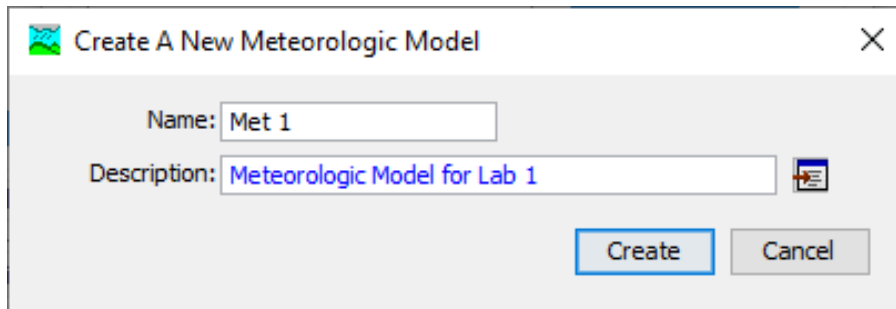 Create A New Meteorologic Model
Name: Met 1
Description: Meteorologic Model for Lab 1
Create Cancel